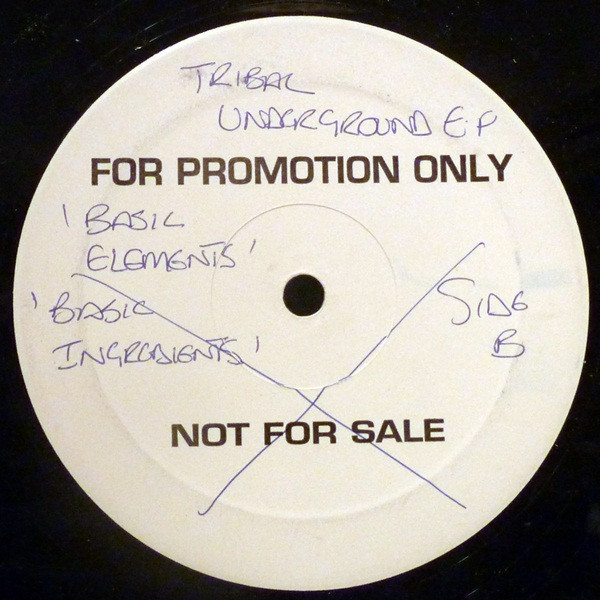 TRIBAL
UNDERGROUND E.P
FOR PROMOTION ONLY
'BASIC
ELEMENTS'
'BASIC
INGREDIENTS'
SIDE
B
NOT FOR SALE